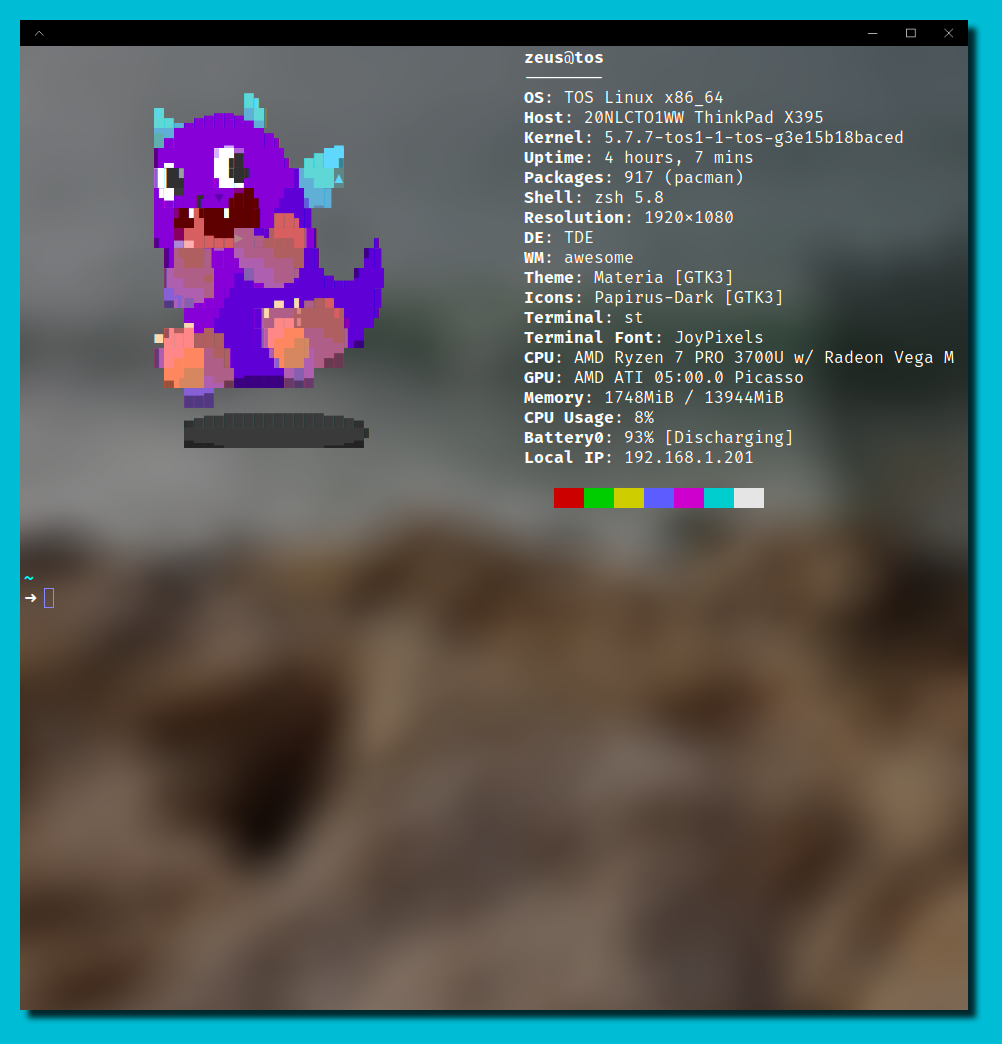 zeus@tos
————————
OS: TOS Linux x86_64
Host: 20NLCTO1WW ThinkPad X395
Kernel: 5.7.7-tos1-1-tos-g3e15b18baced
Uptime: 4 hours, 7 mins
Packages: 917 (pacman)
Shell: zsh 5.8
Resolution: 1920×1080
DE: TDE
WM: awesome
Theme: Materia [GTK3]
Icons: Papirus-Dark [GTK3]
Terminal: st
Terminal Font: JoyPixels
CPU: AMD Ryzen 7 PRO 3700U w/ Radeon Vega M
GPU: AMD ATI 05:00.0 Picasso
Memory: 1748MiB / 13944MiB
CPU Usage: 8%
Battery0: 93% [Discharging]
Local IP: 192.168.1.201
~
➜